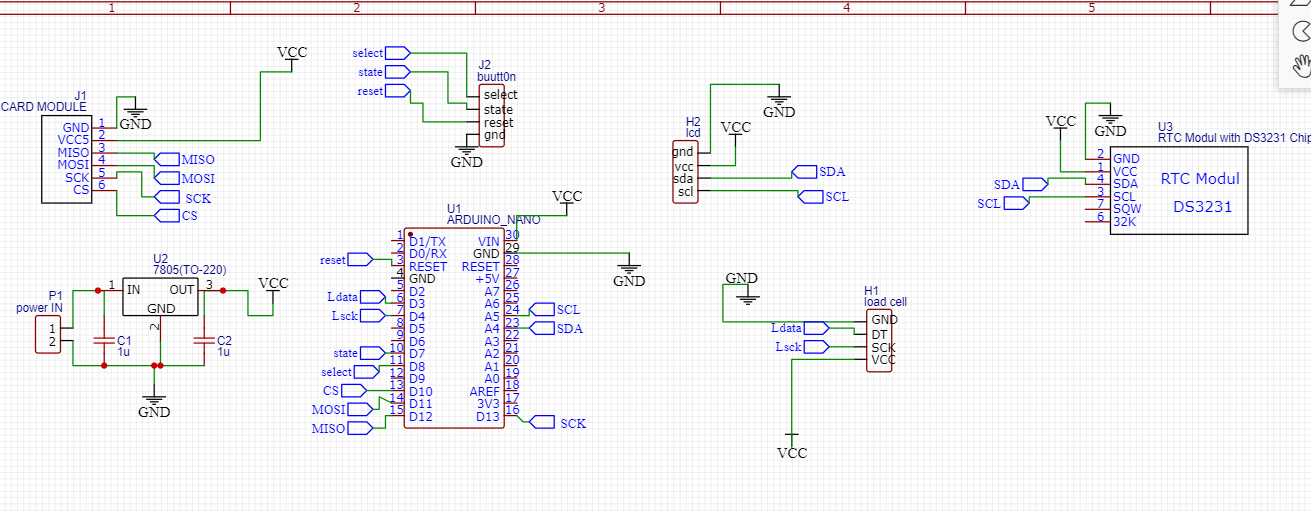 1 2 3 4 5
J1
CARD MODULE
GND 1
VCC5 2
MISO 3
MOSI 4
SCK 5
CS 6
GND
VCC
MISO
MOSI
SCK
CS
select
state
reset
J2
buutt0n
select
state
reset
gnd
GND
H2
lcd
gnd
vcc
sda
scl
GND
VCC
SDA
SCL
VCC
GND
U3
RTC Modul with DS3231 Chip
2 GND
1 VCC
4 SDA
3 SCL
7 SQW
6 32K
RTC Modul
DS3231
SDA
SCL
P1
power IN
1
2
U2
7805(TO-220)
1 IN OUT 3
GND
2
C1
1u
C2
1u
VCC
GND
U1
ARDUINO_NANO
VCC
GND
1 D1/TX VIN 30
2 D0/RX GND 29
3 RESET RESET 28
4 GND +5V 27
5 D2 A7 26
6 D3 A6 25
7 D4 A5 24
8 D5 A4 23
9 D6 A3 22
10 D7 A2 21
11 D8 A1 20
12 D9 A0 19
13 D10 AREF 18
14 D11 3V3 17
15 D12 D13 16
reset
Ldata
Lsck
state
select
CS
MOSI
MISO
SCL
SDA
SCK
GND
H1
load cell
GND
DT
SCK
VCC
Ldata
Lsck
VCC